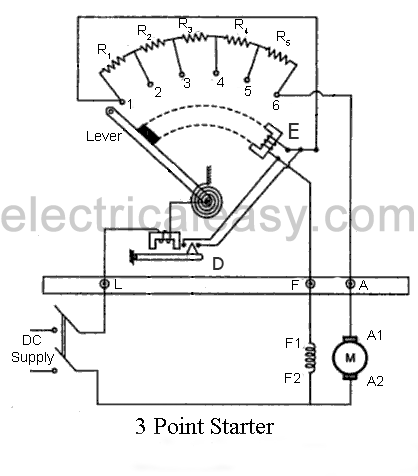 R1 R2 R3 R4 R5
1 2 3 4 5 6
Lever
E
electricaleasy.com
D
L F A
DC
Supply
F1
F2
M
A1
A2
3 Point Starter